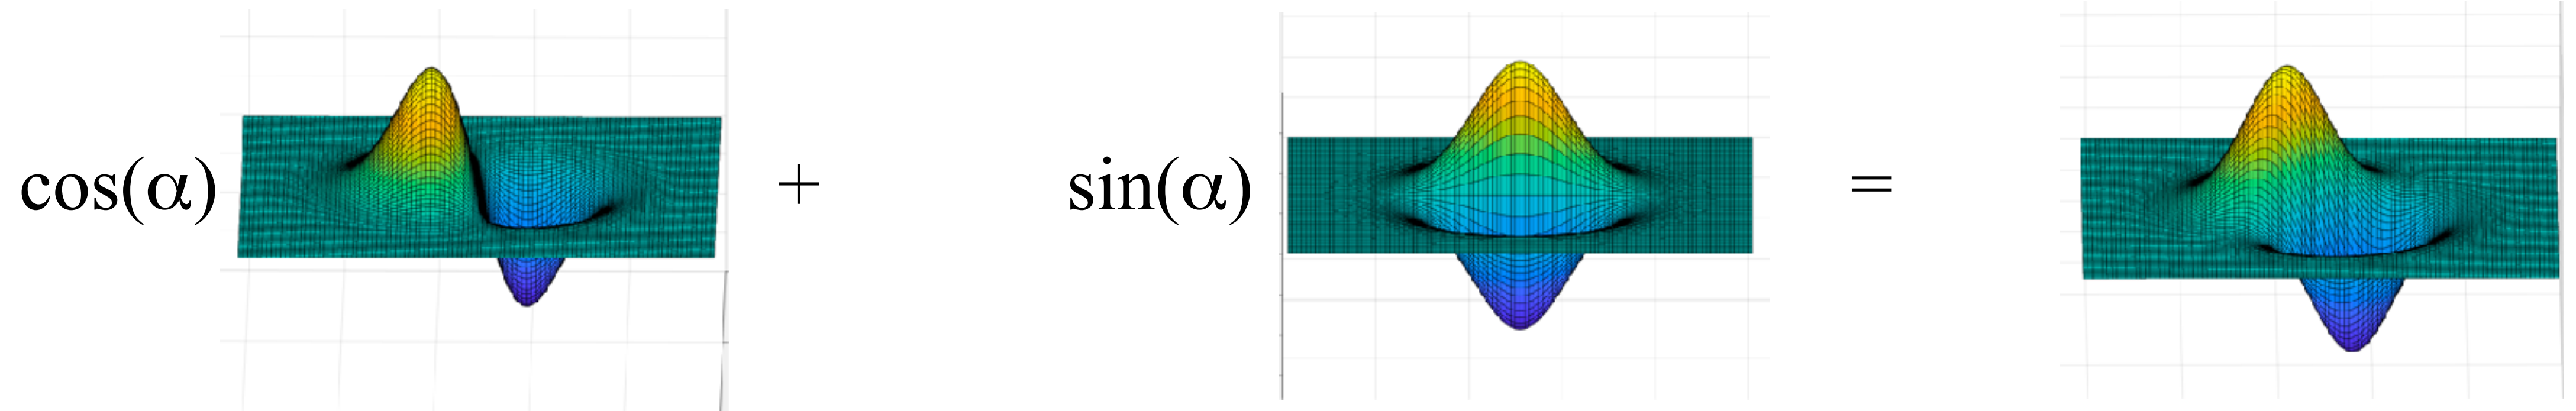 cos(α) + sin(α) =